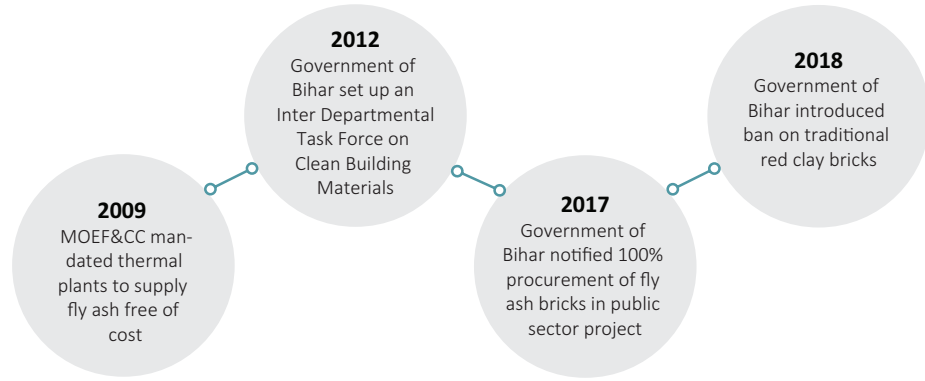 2009
MOEF&CC man-
dated thermal
plants to supply
fly ash free of
cost
2012
Government of
Bihar set up an
Inter Departmental
Task Force on
Clean Building
Materials
2017
Government of
Bihar notified 100%
procurement of fly
ash bricks in public
sector project
2018
Government of
Bihar introduced
ban on traditional
red clay bricks